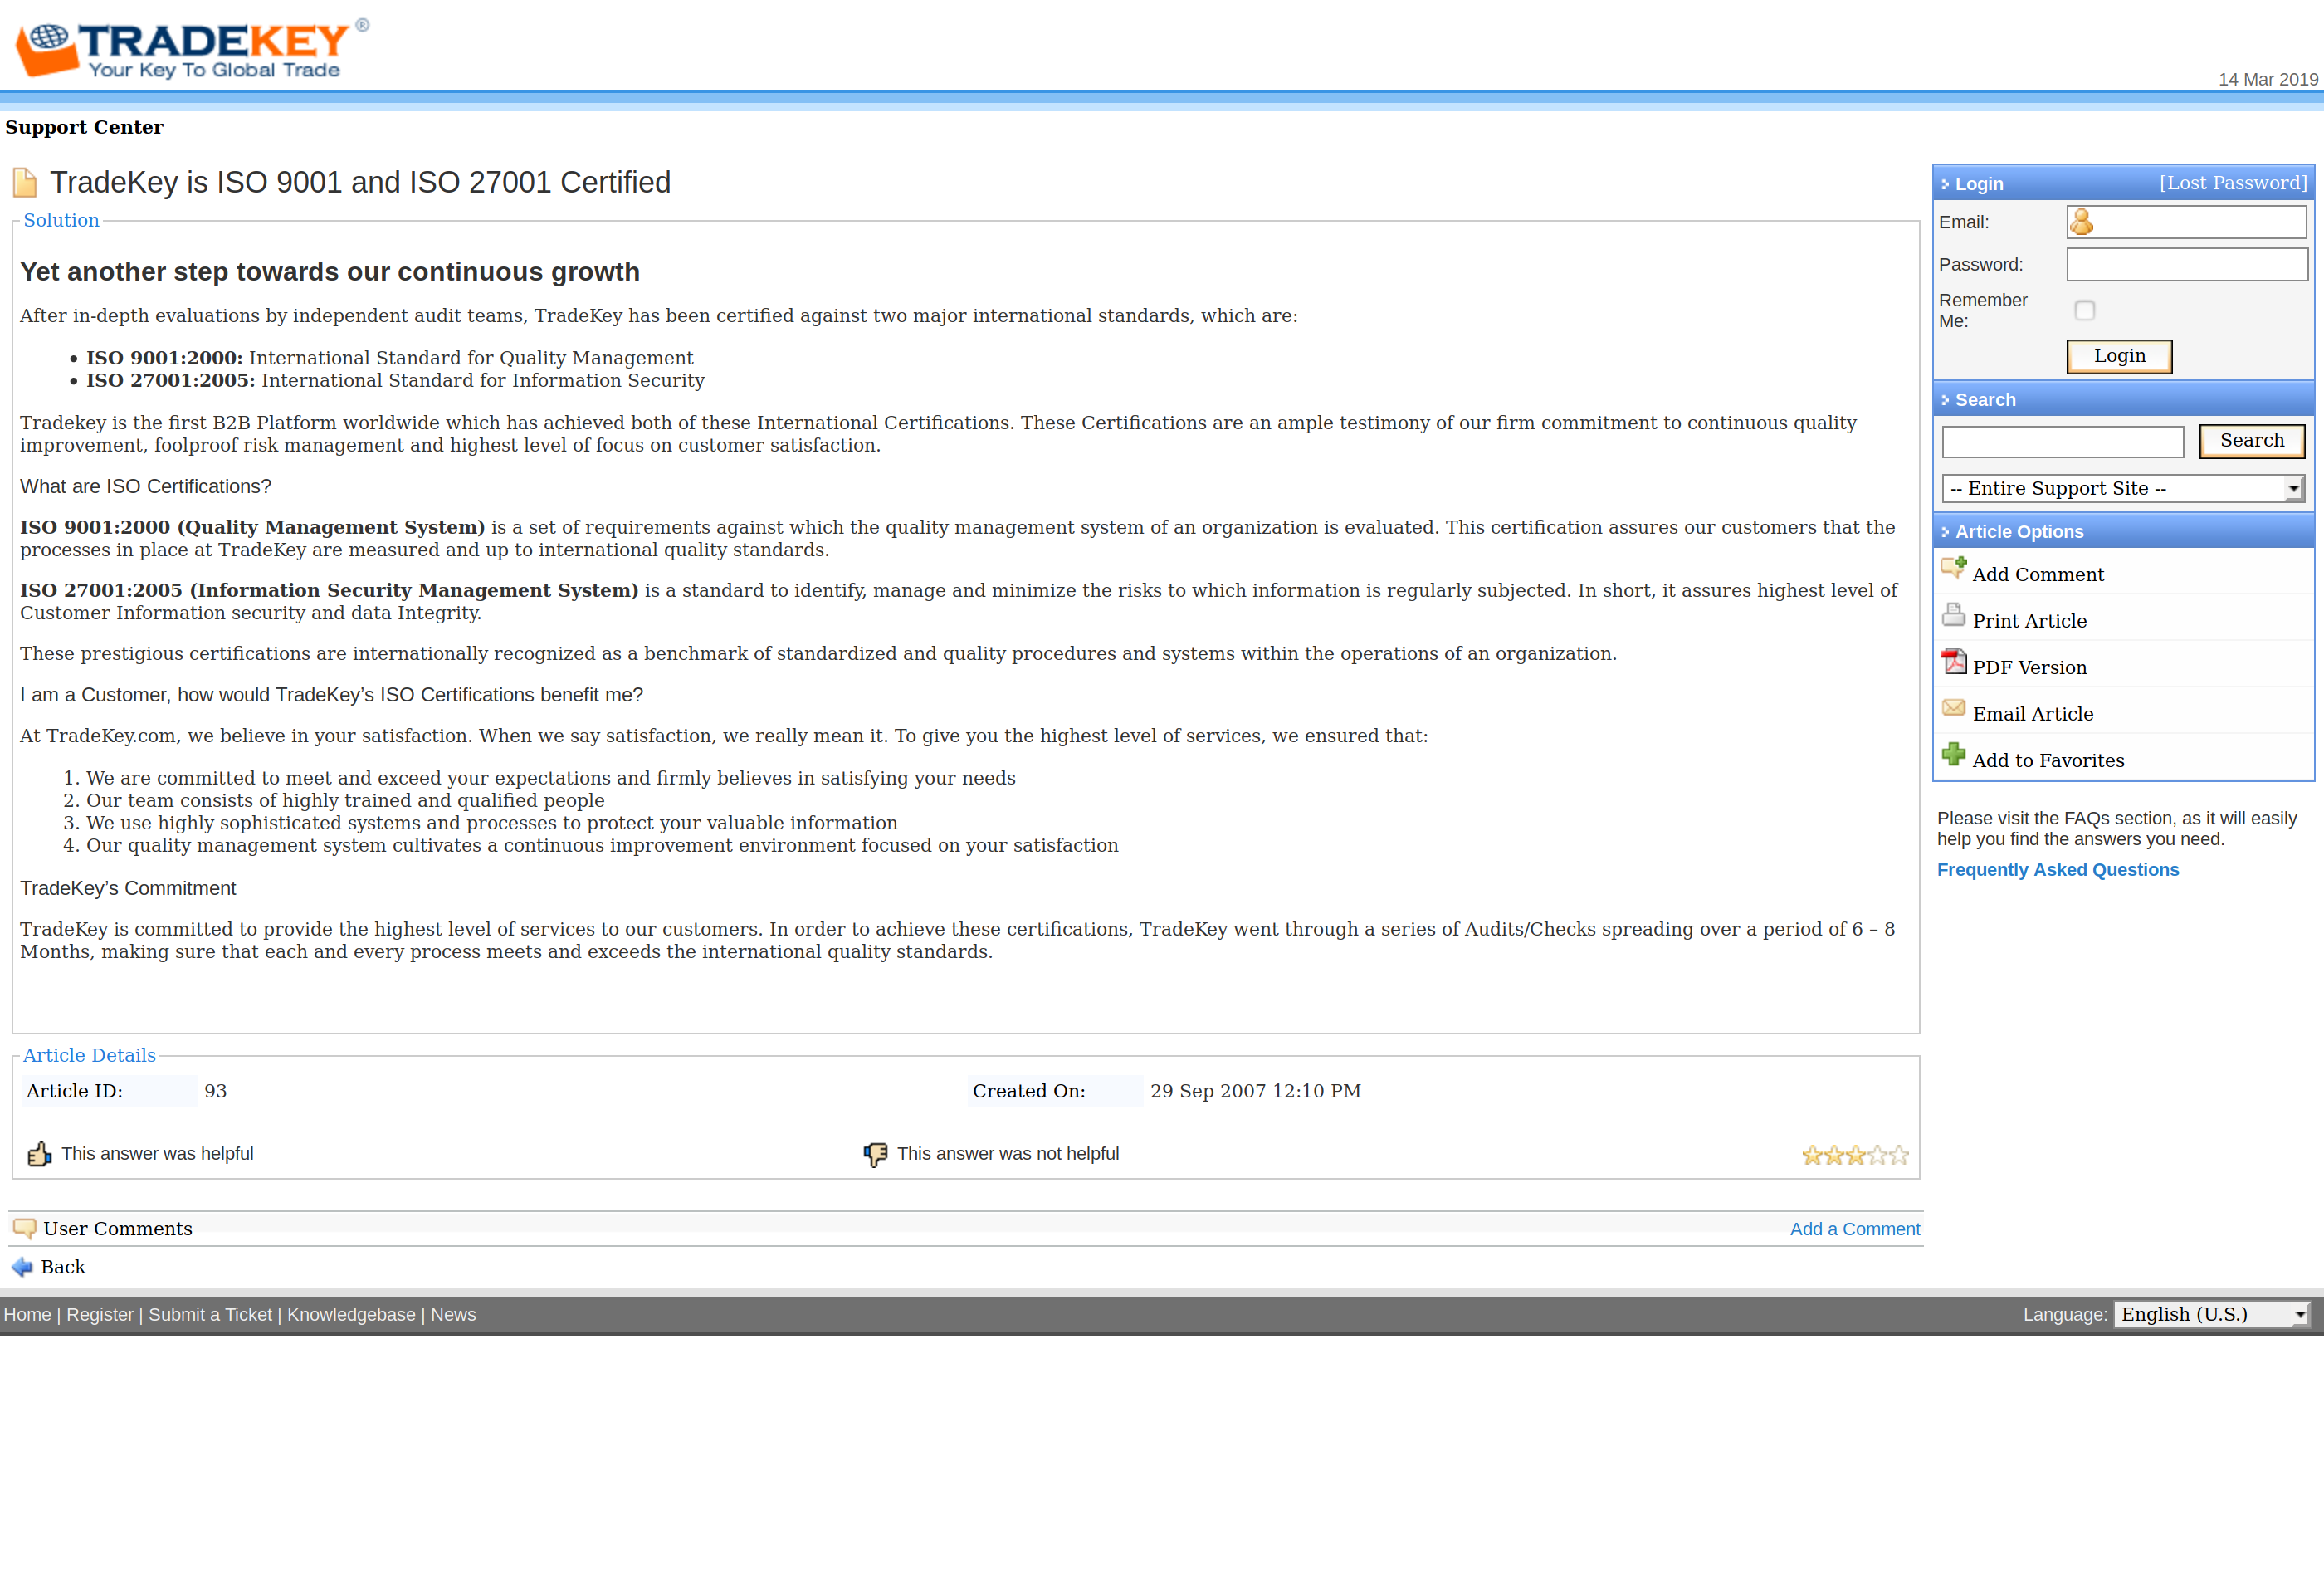 TRADEKEY ®
Your Key To Global Trade
14 Mar 2019
Support Center
TradeKey is ISO 9001 and ISO 27001 Certified
Solution
Yet another step towards our continuous growth
After in-depth evaluations by independent audit teams, TradeKey has been certified against two major international standards, which are:
• ISO 9001:2000: International Standard for Quality Management
• ISO 27001:2005: International Standard for Information Security
Tradekey is the first B2B Platform worldwide which has achieved both of these International Certifications. These Certifications are an ample testimony of our firm commitment to continuous quality
improvement, foolproof risk management and highest level of focus on customer satisfaction.
What are ISO Certifications?
ISO 9001:2000 (Quality Management System) is a set of requirements against which the quality management system of an organization is evaluated. This certification assures our customers that the
processes in place at TradeKey are measured and up to international quality standards.
ISO 27001:2005 (Information Security Management System) is a standard to identify, manage and minimize the risks to which information is regularly subjected. In short, it assures highest level of
Customer Information security and data Integrity.
These prestigious certifications are internationally recognized as a benchmark of standardized and quality procedures and systems within the operations of an organization.
I am a Customer, how would TradeKey’s ISO Certifications benefit me?
At TradeKey.com, we believe in your satisfaction. When we say satisfaction, we really mean it. To give you the highest level of services, we ensured that:
1. We are committed to meet and exceed your expectations and firmly believes in satisfying your needs
2. Our team consists of highly trained and qualified people
3. We use highly sophisticated systems and processes to protect your valuable information
4. Our quality management system cultivates a continuous improvement environment focused on your satisfaction
TradeKey’s Commitment
TradeKey is committed to provide the highest level of services to our customers. In order to achieve these certifications, TradeKey went through a series of Audits/Checks spreading over a period of 6 – 8
Months, making sure that each and every process meets and exceeds the international quality standards.
Article Details
Article ID: 93
Created On: 29 Sep 2007 12:10 PM
This answer was helpful
This answer was not helpful
User Comments
Add a Comment
Back
Login
[Lost Password]
Email:
Password:
Remember
Me:
Login
Search
Search
-- Entire Support Site --
Article Options
Add Comment
Print Article
PDF Version
Email Article
Add to Favorites
Please visit the FAQs section, as it will easily
help you find the answers you need.
Frequently Asked Questions
Home | Register | Submit a Ticket | Knowledgebase | News
Language: English (U.S.)